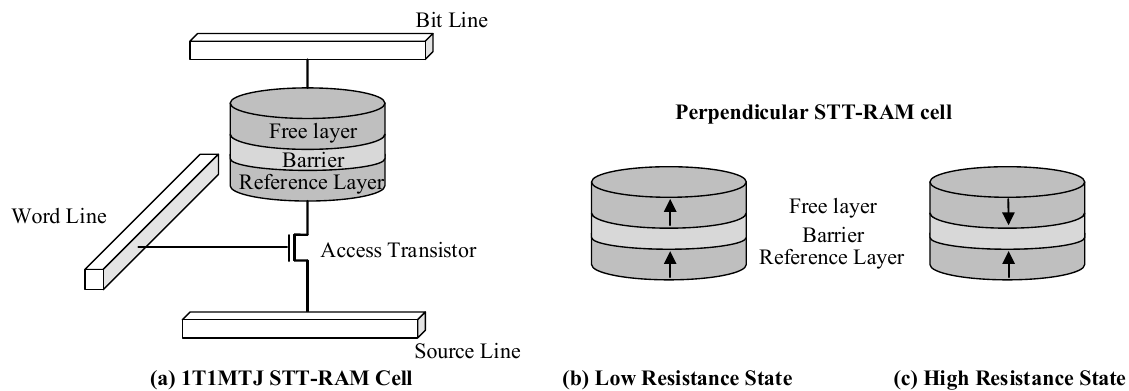 Bit Line
Free layer
Barrier
Reference Layer
Word Line
Access Transistor
Source Line
(a) 1T1MTJ STT-RAM Cell
Perpendicular STT-RAM cell
Free layer
Barrier
Reference Layer
(b) Low Resistance State
(c) High Resistance State